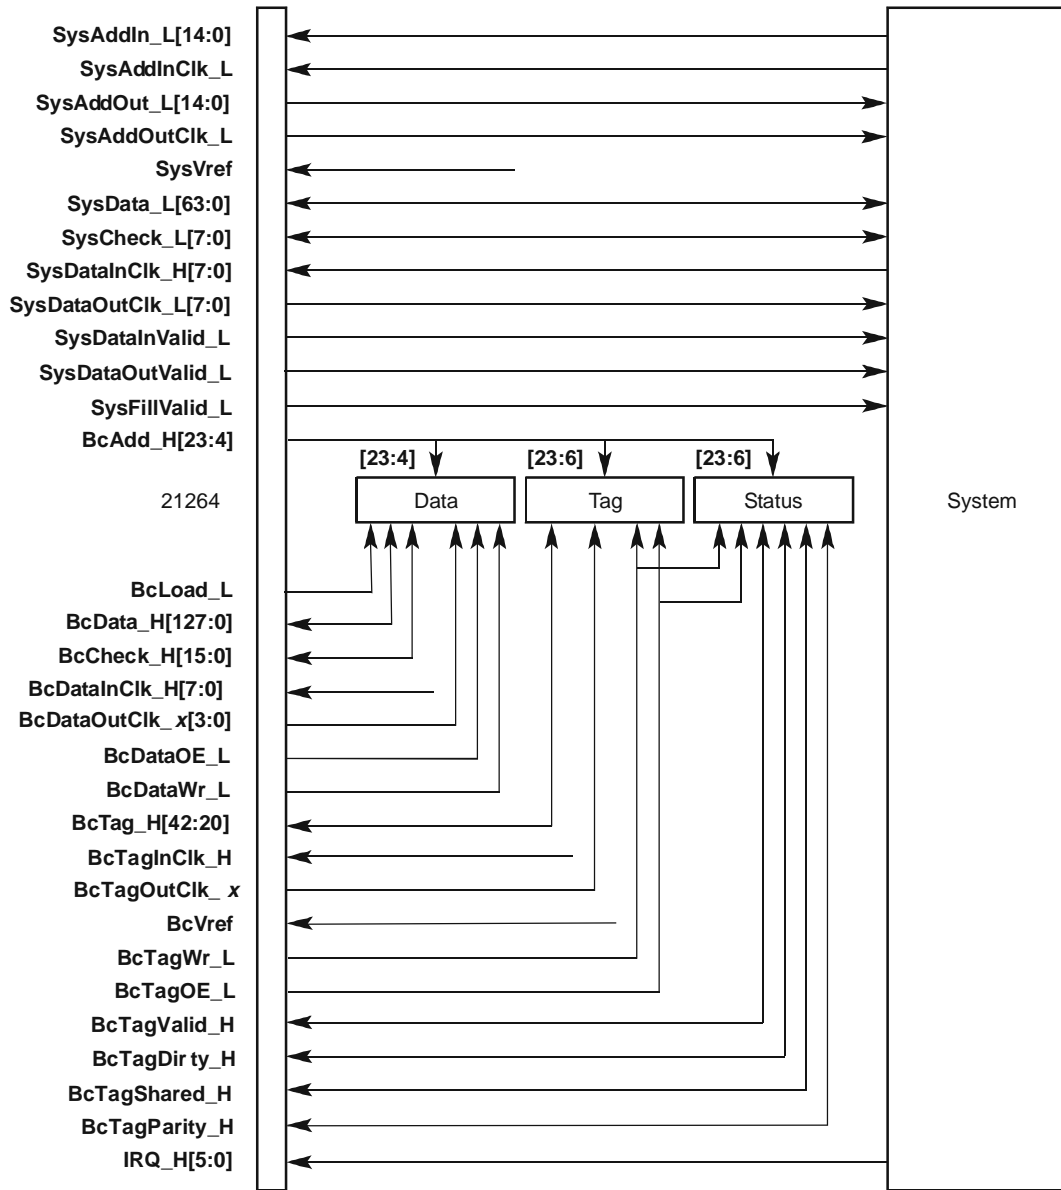 SysAddIn_L[14:0]
SysAddInClk_L
SysAddOut_L[14:0]
SysAddOutClk_L
SysVref
SysData_L[63:0]
SysCheck_L[7:0]
SysDataInClk_H[7:0]
SysDataOutClk_L[7:0]
SysDataInValid_L
SysDataOutValid_L
SysFillValid_L
BcAdd_H[23:4]
[23:4] [23:6] [23:6]
21264 Data Tag Status System
BcLoad_L
BcData_H[127:0]
BcCheck_H[15:0]
BcDataInClk_H[7:0]
BcDataOutClk_x[3:0]
BcDataOE_L
BcDataWr_L
BcTag_H[42:20]
BcTagInClk_H
BcTagOutClk_x
BcVref
BcTagWr_L
BcTagOE_L
BcTagValid_H
BcTagDirty_H
BcTagShared_H
BcTagParity_H
IRQ_H[5:0]